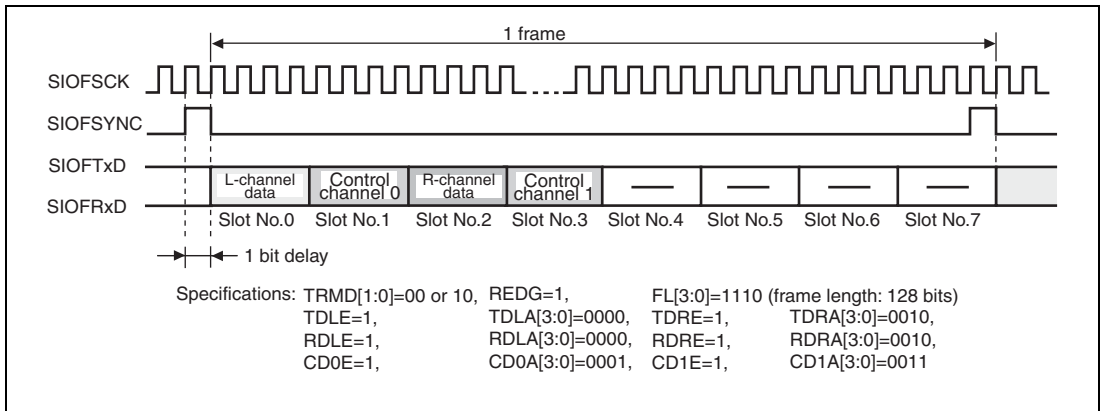 1 frame
SIOFSCK
SIOFSYNC
SIOFTxD
SIOFRxD
L-channel data
Control channel 0
R-channel data
Control channel 1
Slot No.0 Slot No.1 Slot No.2 Slot No.3 Slot No.4 Slot No.5 Slot No.6 Slot No.7
1 bit delay
Specifications: TRMD[1:0]=00 or 10, REDG=1, FL[3:0]=1110 (frame length: 128 bits)
TDLE=1, TDLA[3:0]=0000, TDRE=1, TDRA[3:0]=0010,
RDLE=1, RDLA[3:0]=0000, RDRE=1, RDRA[3:0]=0010,
CD0E=1, CD0A[3:0]=0001, CD1E=1, CD1A[3:0]=0011